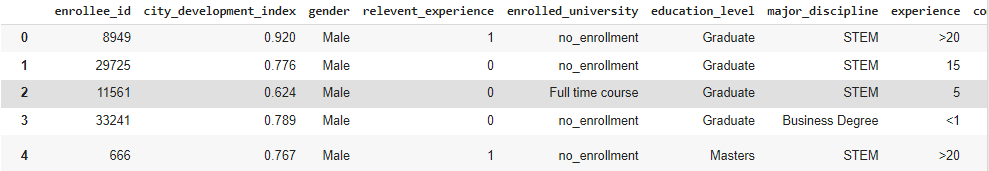 enrollee_id city_development_index gender relevent_experience enrolled_university education_level major_discipline experience co
0 8949 0.920 Male 1 no_enrollment Graduate STEM >20
1 29725 0.776 Male 0 no_enrollment Graduate STEM 15
2 11561 0.624 Male 0 Full time course Graduate STEM 5
3 33241 0.789 Male 0 no_enrollment Graduate Business Degree <1
4 666 0.767 Male 1 no_enrollment Masters STEM >20